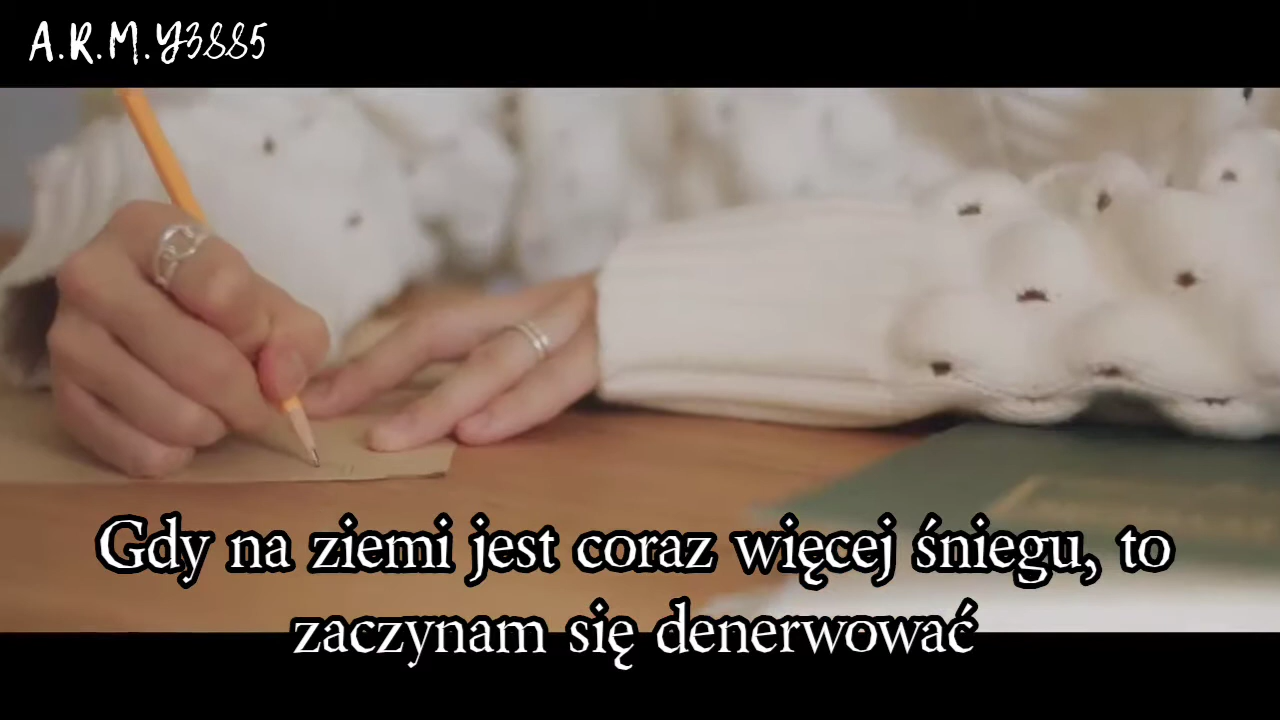 A.R.M.Y3885
Gdy na ziemi jest coraz więcej śniegu, to
zaczynam się denerwować